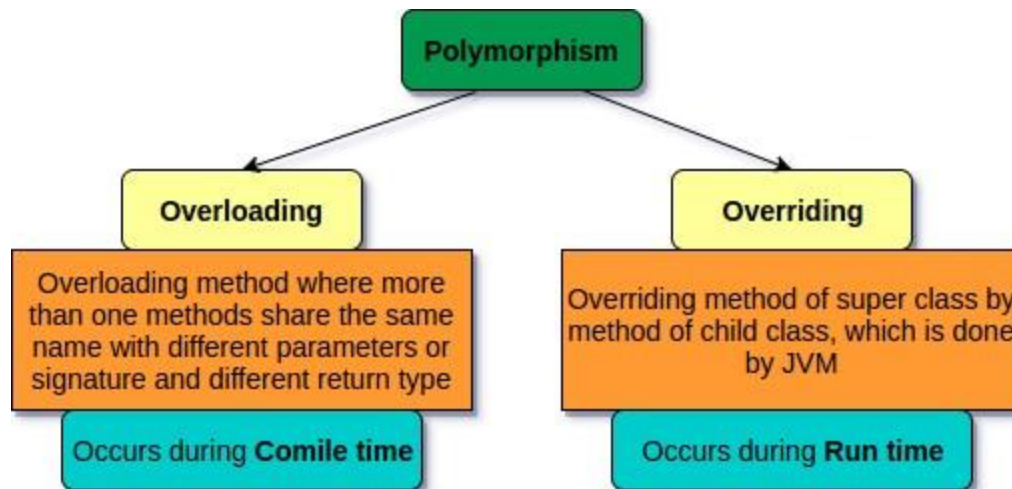 Polymorphism
Overloading
Overloading method where more
than one methods share the same
name with different parameters or
signature and different return type
Occurs during Comile time
Overriding
Overriding method of super class by
method of child class, which is done
by JVM
Occurs during Run time